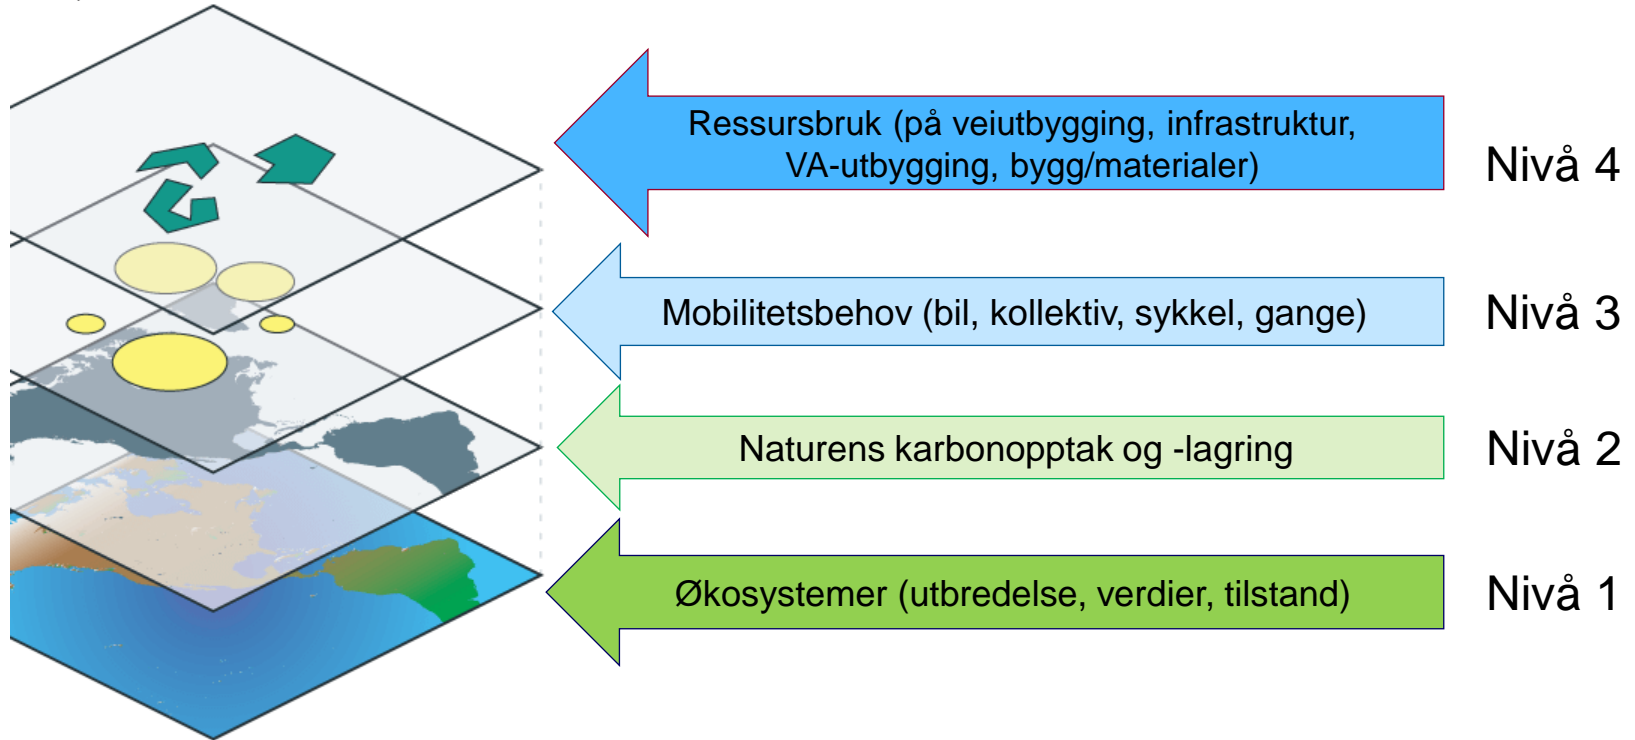 Ressursbruk (på veiutbygging, infrastruktur,
VA-utbygging, bygg/materialer)
Nivå 4
Mobilitetsbehov (bil, kollektiv, sykkel, gange)
Nivå 3
Naturens karbonopptak og -lagring
Nivå 2
Økosystemer (utbredelse, verdier, tilstand)
Nivå 1